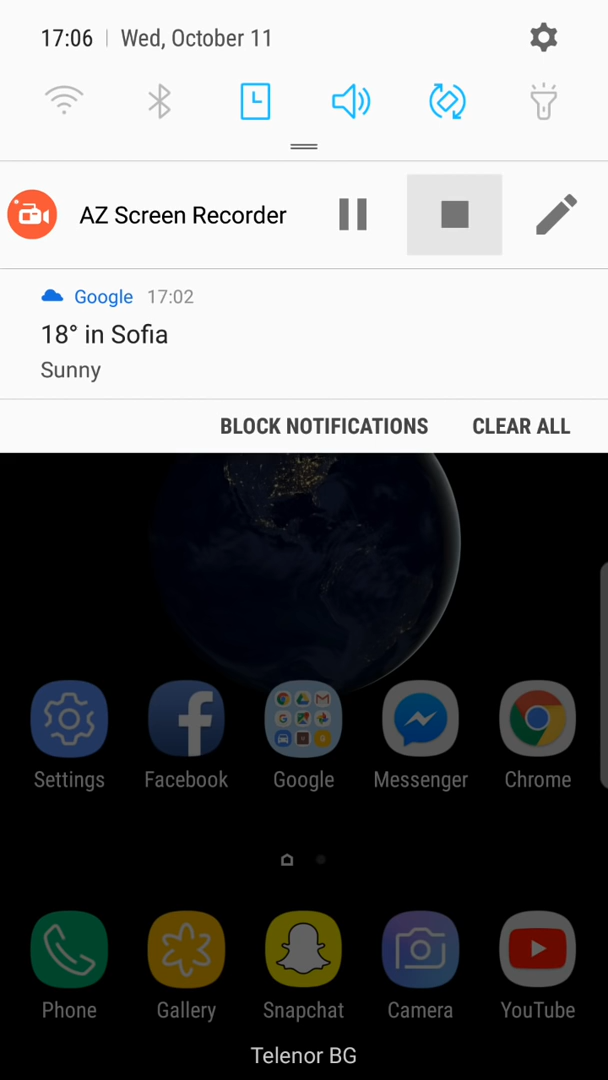 17:06 | Wed, October 11
AZ Screen Recorder
Google 17:02
18° in Sofia
Sunny
BLOCK NOTIFICATIONS CLEAR ALL
Settings Facebook Google Messenger Chrome
Phone Gallery Snapchat Camera YouTube
Telenor BG